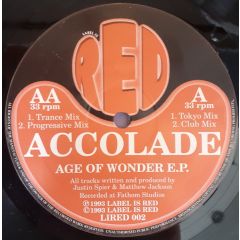 LABEL IS
RED
AA
33 rpm
1. Trance Mix
2. Progressive Mix
A
33 rpm
1. Tokyo Mix
2. Club Mix
ACCOLADE
AGE OF WONDER E.P.
All tracks written and produced by
Justin Spier & Matthew Jackson
Recorded at Fathom Studios
Ⓟ 1993 LABEL IS RED
© 1993 LABEL IS RED
LIRED 002